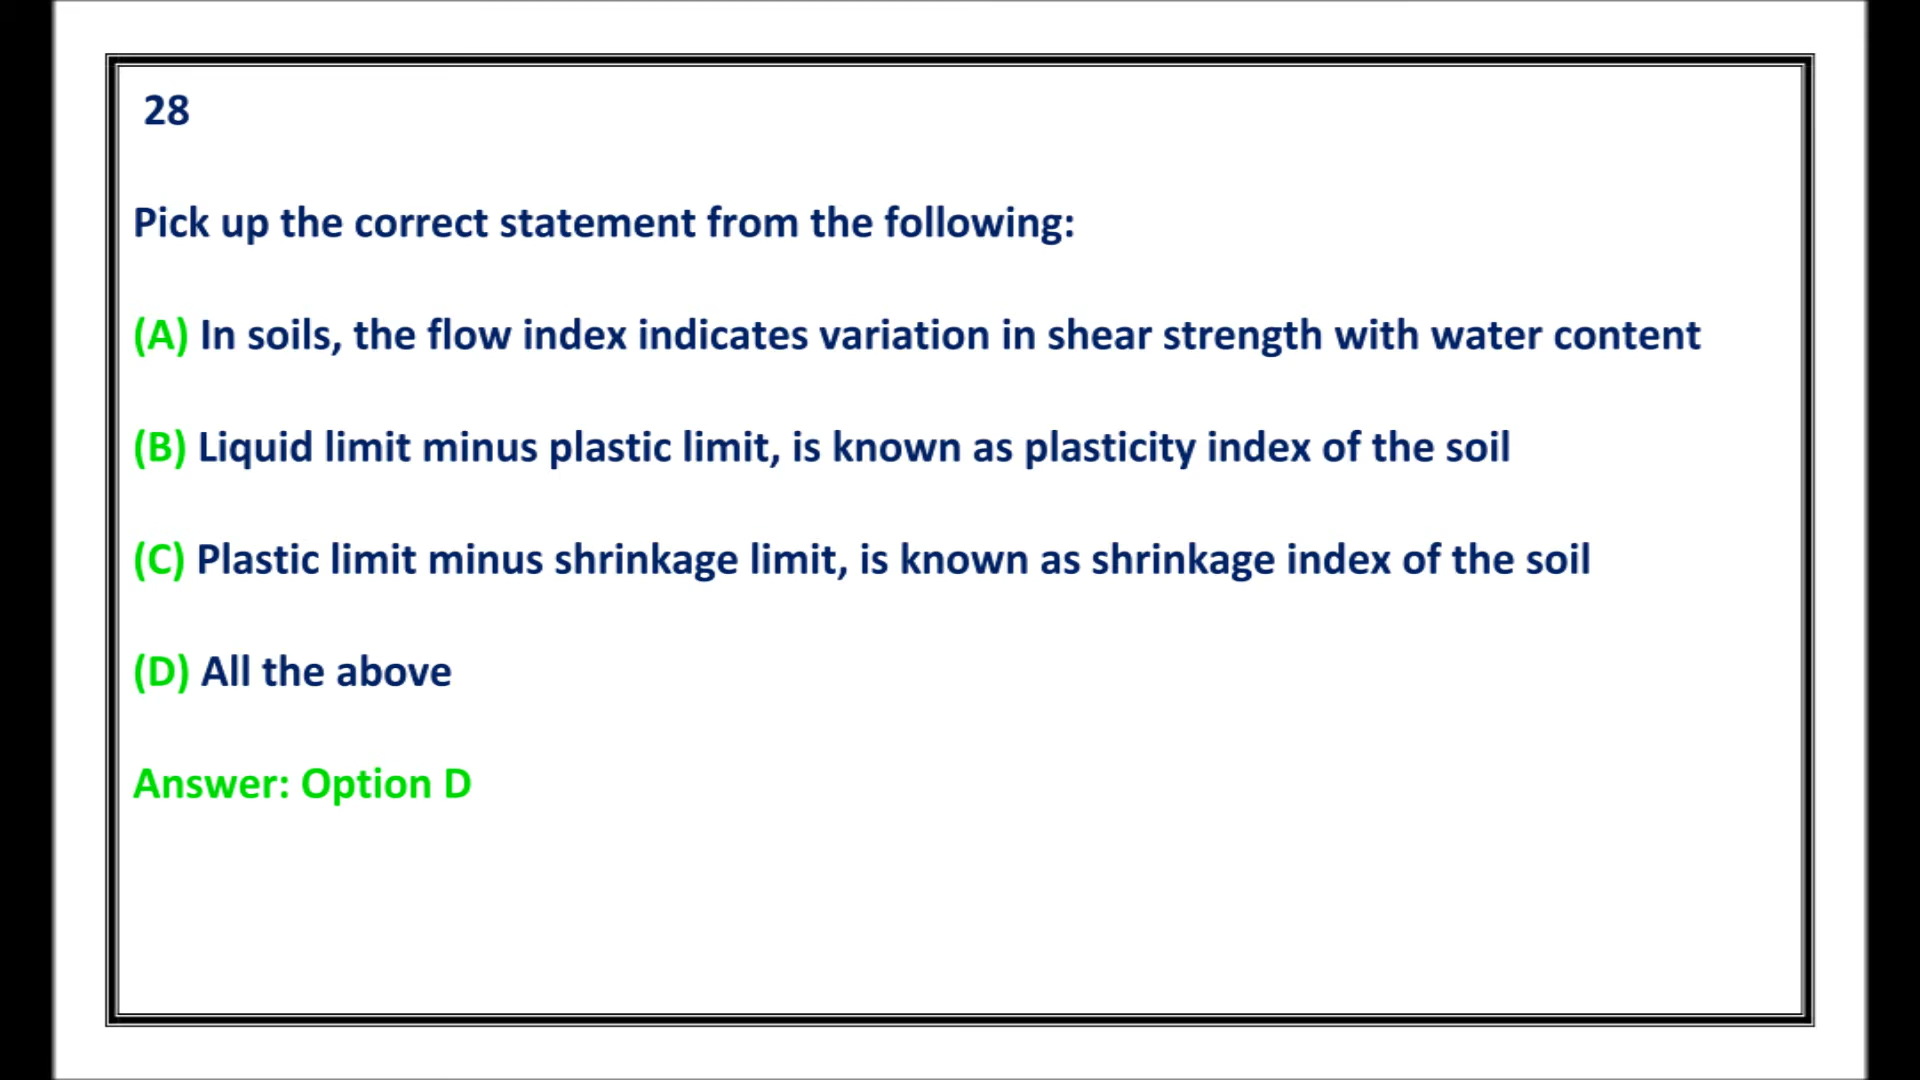 28
Pick up the correct statement from the following:
(A) In soils, the flow index indicates variation in shear strength with water content
(B) Liquid limit minus plastic limit, is known as plasticity index of the soil
(C) Plastic limit minus shrinkage limit, is known as shrinkage index of the soil
(D) All the above
Answer: Option D